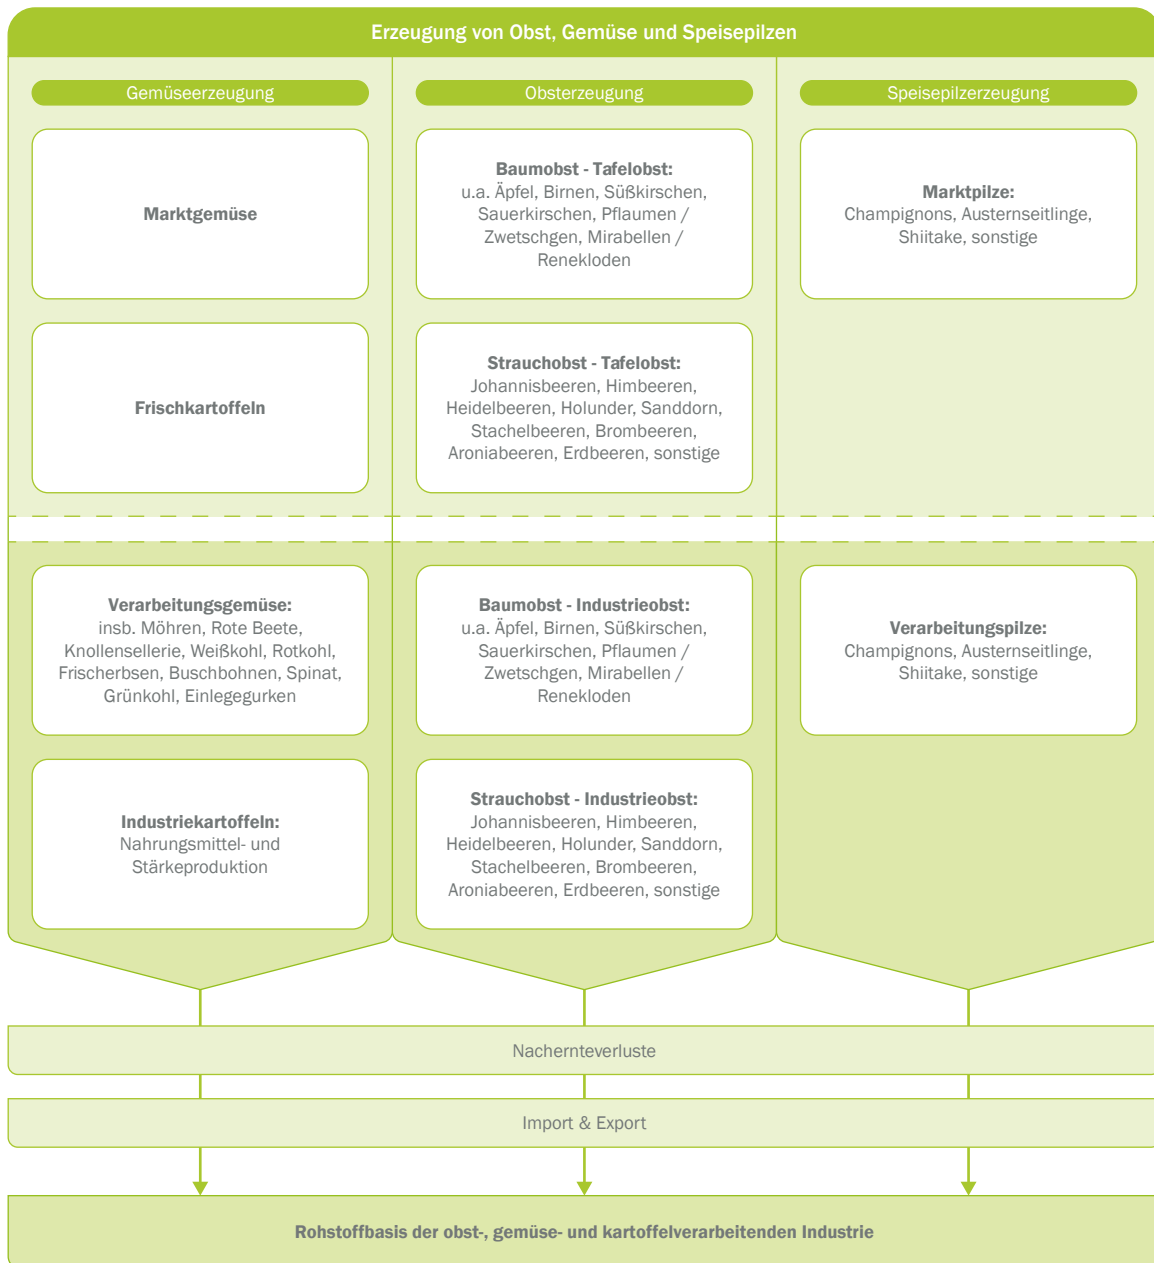 Erzeugung von Obst, Gemüse und Speisepilzen
Gemüseerzeugung
Marktgemüse
Frischkartoffeln
Verarbeitungsgemüse:
insb. Möhren, Rote Beete,
Knollensellerie, Weißkohl, Rotkohl,
Frischerbsen, Buschbohnen, Spinat,
Grünkohl, Einlegegurken
Industriekartoffeln:
Nahrungsmittel- und
Stärkeproduktion
Obsterzeugung
Baumobst - Tafelobst:
u.a. Äpfel, Birnen, Süßkirschen,
Sauerkirschen, Pflaumen /
Zwetschgen, Mirabellen /
Renekloden
Strauchobst - Tafelobst:
Johannisbeeren, Himbeeren,
Heidelbeeren, Holunder, Sanddorn,
Stachelbeeren, Brombeeren,
Aroniabeeren, Erdbeeren, sonstige
Baumobst - Industrieobst:
u.a. Äpfel, Birnen, Süßkirschen,
Sauerkirschen, Pflaumen /
Zwetschgen, Mirabellen /
Renekloden
Strauchobst - Industrieobst:
Johannisbeeren, Himbeeren,
Heidelbeeren, Holunder, Sanddorn,
Stachelbeeren, Brombeeren,
Aroniabeeren, Erdbeeren, sonstige
Speisepilzerzeugung
Marktpilze:
Champignons, Austernseitlinge,
Shiitake, sonstige
Verarbeitungspilze:
Champignons, Austernseitlinge,
Shiitake, sonstige
Nachernteverluste
Import & Export
Rohstoffbasis der obst-, gemüse- und kartoffelverarbeitenden Industrie